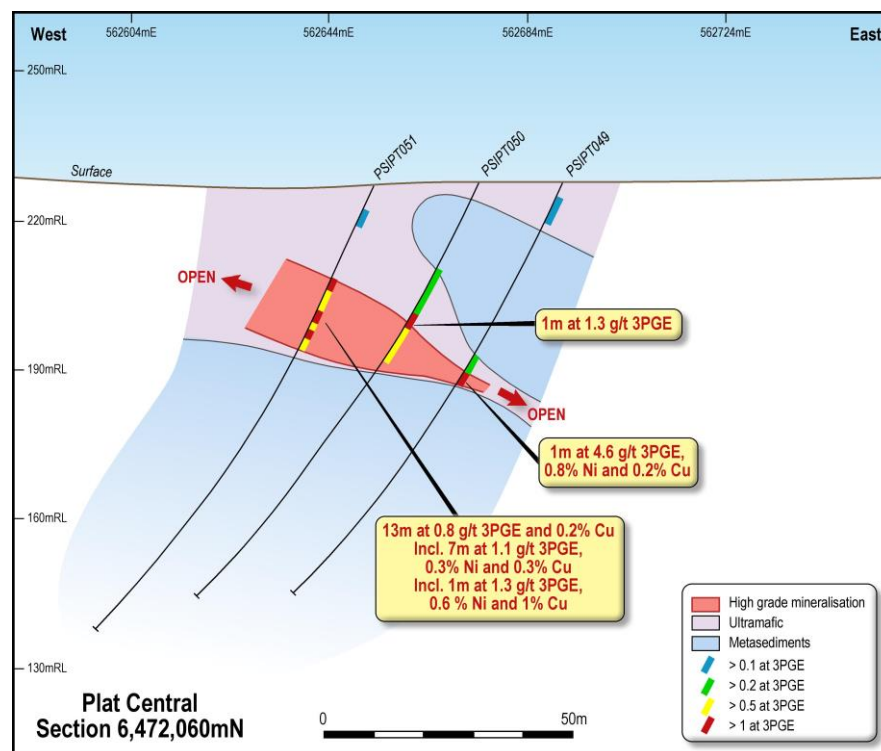 West
562604mE
562644mE
562684mE
562724mE
East
250mRL
Surface
PSIPT051
PSIPT050
PSIPT049
220mRL
OPEN
1m at 1.3 g/t 3PGE
190mRL
OPEN
1m at 4.6 g/t 3PGE,
0.8% Ni and 0.2% Cu
160mRL
13m at 0.8 g/t 3PGE and 0.2% Cu
Incl. 7m at 1.1 g/t 3PGE,
0.3% Ni and 0.3% Cu
Incl. 1m at 1.3 g/t 3PGE,
0.6 % Ni and 1% Cu
130mRL
High grade mineralisation
Ultramafic
Metasediments
> 0.1 at 3PGE
> 0.2 at 3PGE
> 0.5 at 3PGE
> 1 at 3PGE
Plat Central
Section 6,472,060mN
0
50m